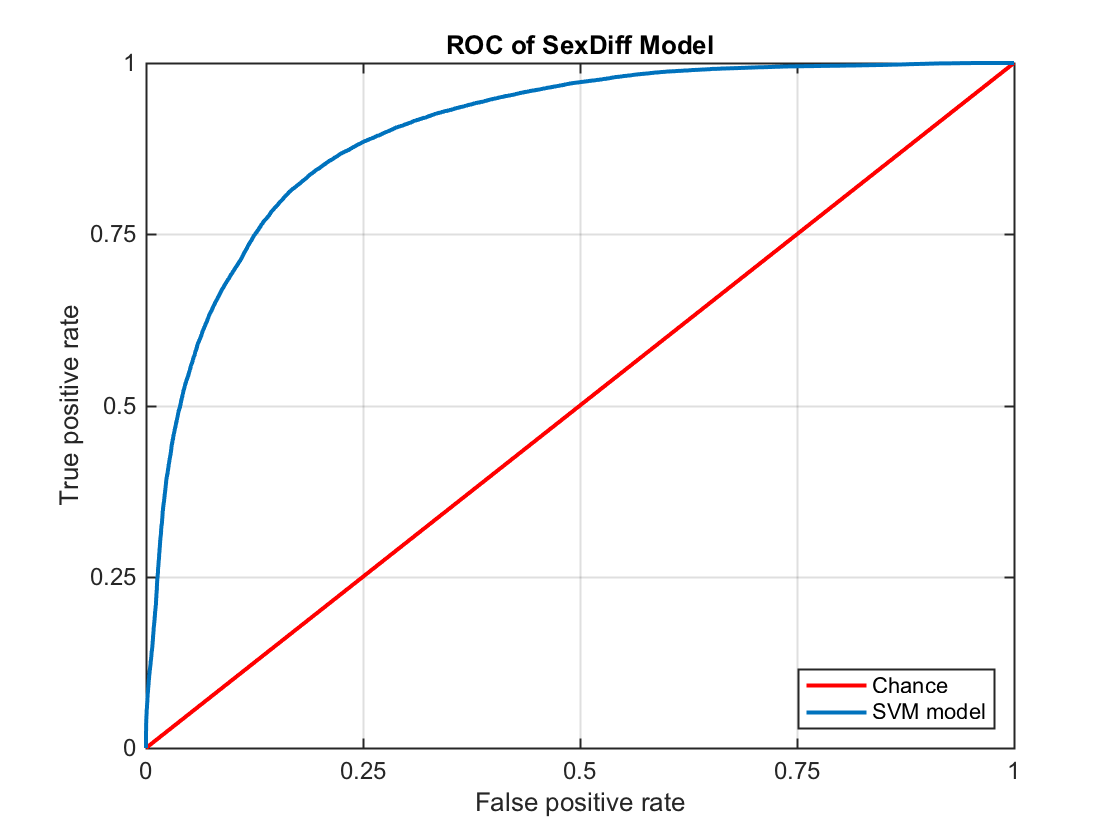 ROC of SexDiff Model
1
0.75
0.5
0.25
0
True positive rate
0
0.25
0.5
0.75
1
False positive rate
Chance
SVM model